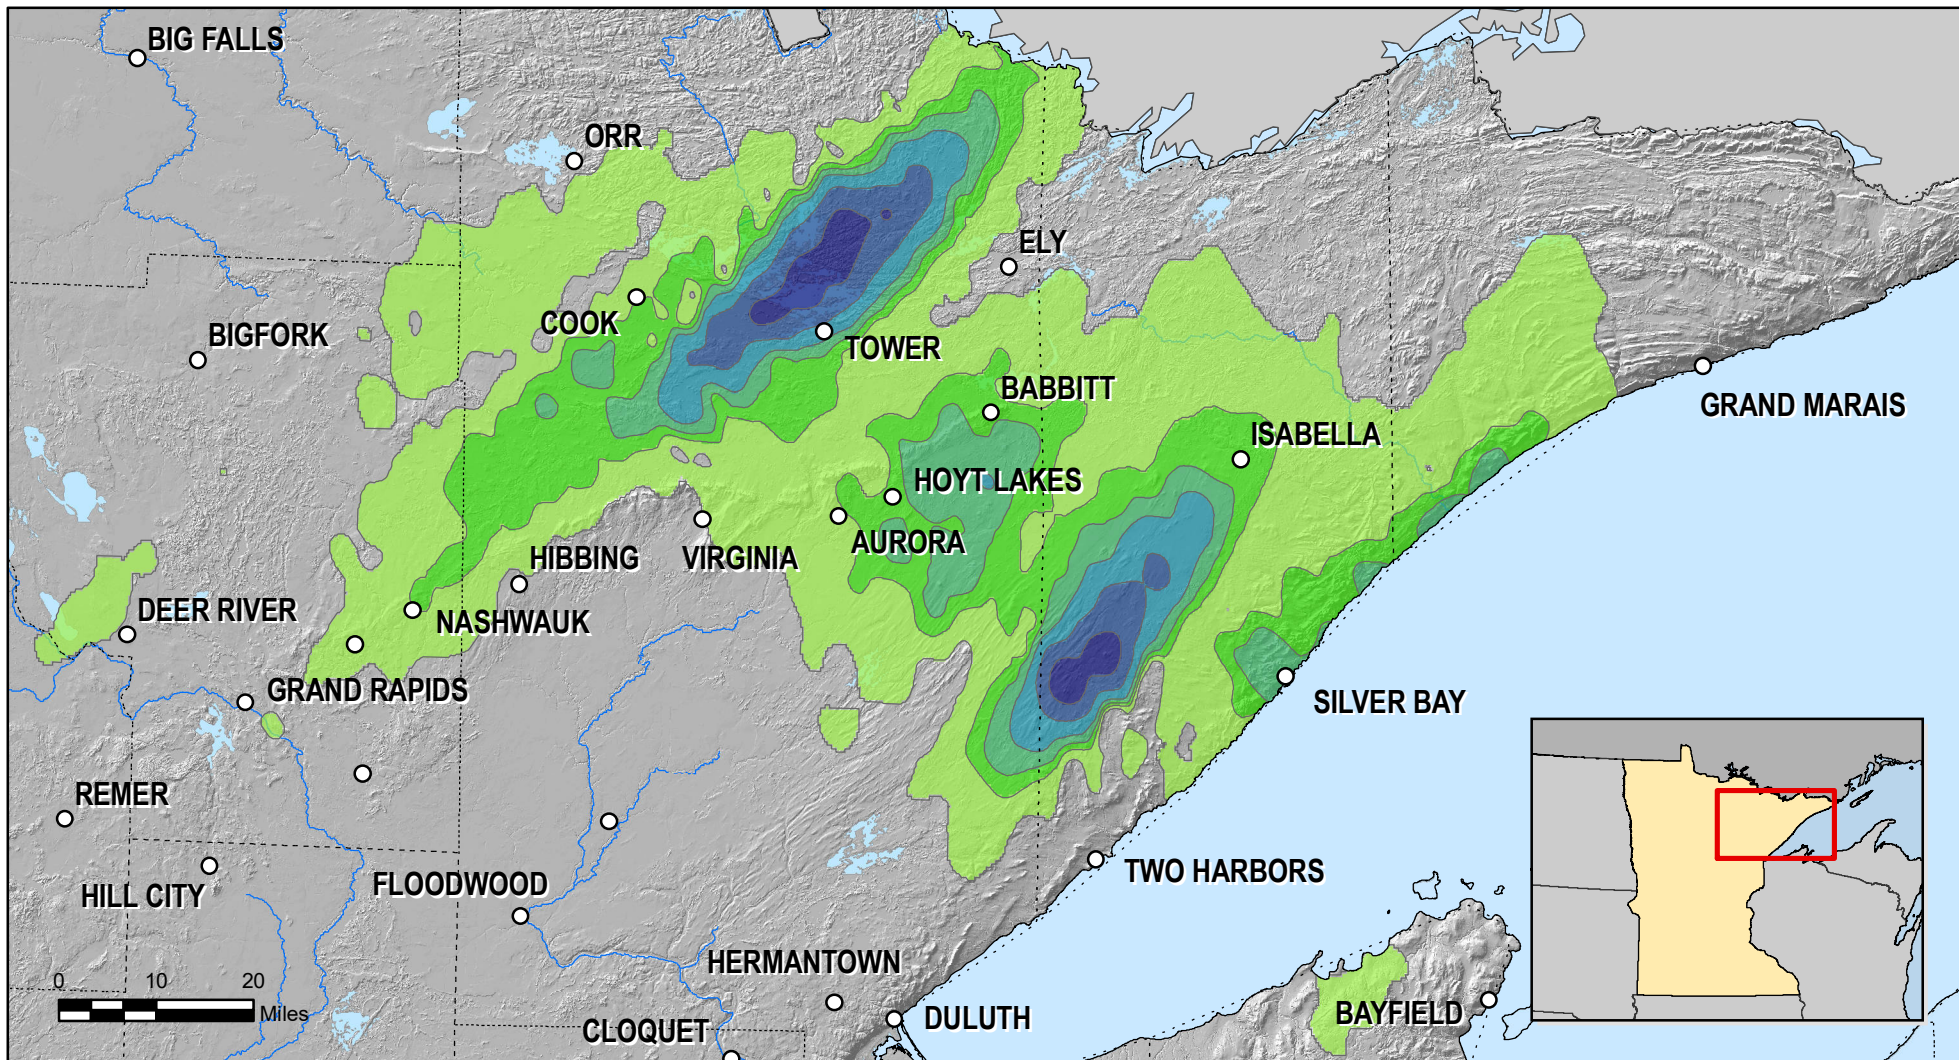 BIG FALLS
ORR
ELY
COOK
BIGFORK
TOWER
BABBITT
GRAND MARAIS
ISABELLA
HOYT LAKES
AURORA
HIBBING
VIRGINIA
DEER RIVER
NASHWAUK
GRAND RAPIDS
SILVER BAY
REMER
TWO HARBORS
HILL CITY
FLOODWOOD
HERMANTOWN
0 10 20
Miles
BAYFIELD
DULUTH
CLOQUET